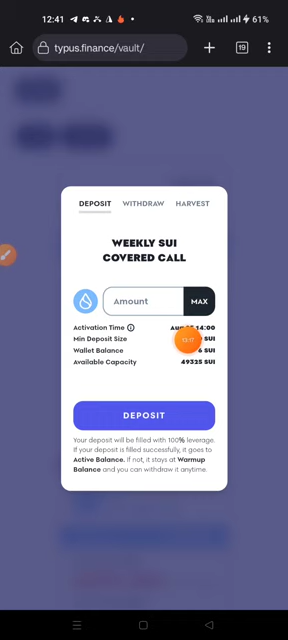 12:41
61%
typus.finance/vault/
19
DEPOSIT WITHDRAW HARVEST
WEEKLY SUI
COVERED CALL
Amount MAX
Activation Time 14:00
Min Deposit Size SUI
Wallet Balance 6 SUI
Available Capacity 49325 SUI
DEPOSIT
Your deposit will be filled with 100% leverage.
If your deposit is filled successfully, it goes to
Active Balance. If not, it stays at Warmup
Balance and you can withdraw it anytime.